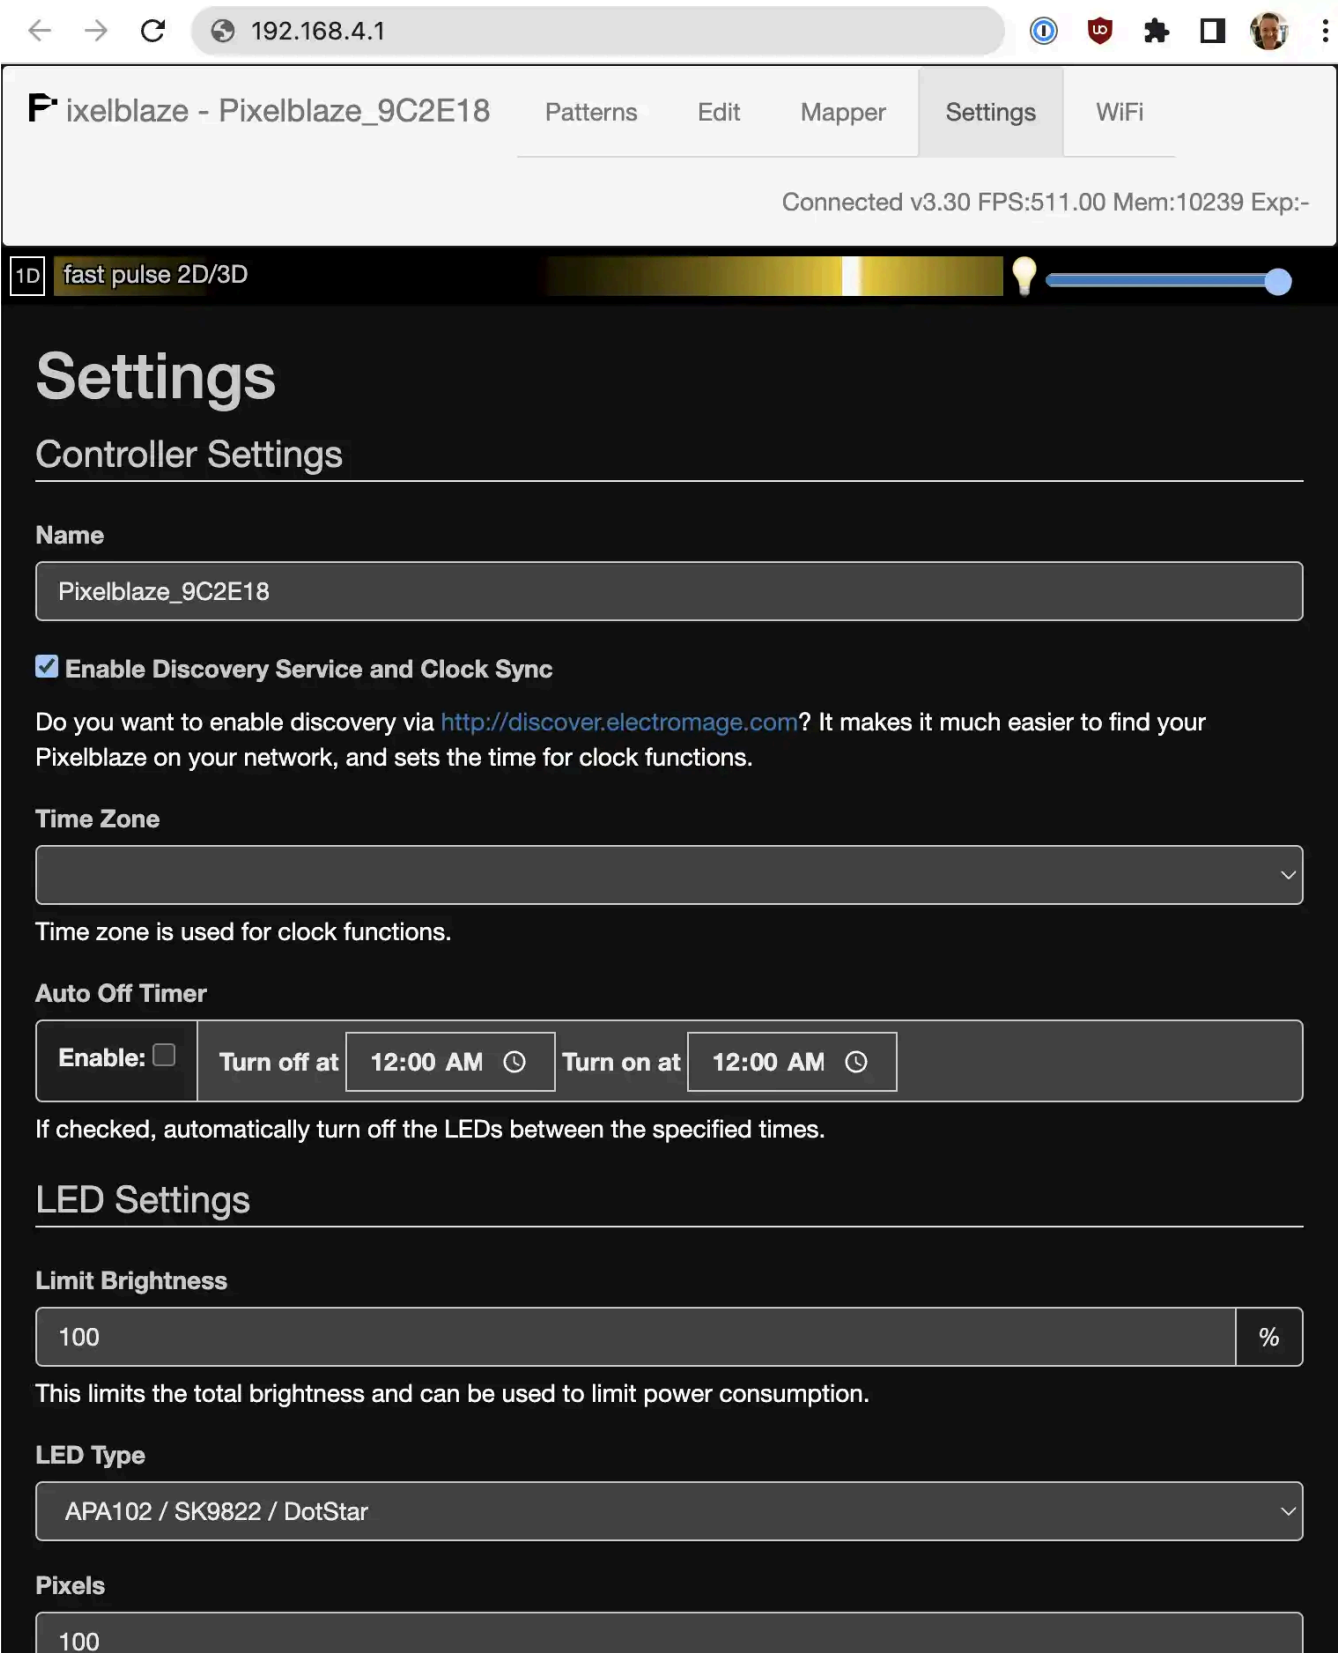 192.168.4.1
Pixelblaze - Pixelblaze_9C2E18
Patterns
Edit
Mapper
Settings
WiFi
Connected v3.30 FPS:511.00 Mem:10239 Exp:-
1D
fast pulse 2D/3D
Settings
Controller Settings
Name
Pixelblaze_9C2E18
Enable Discovery Service and Clock Sync
Do you want to enable discovery via http://discover.electromage.com? It makes it much easier to find your
Pixelblaze on your network, and sets the time for clock functions.
Time Zone
Time zone is used for clock functions.
Auto Off Timer
Enable: Turn off at 12:00 AM Turn on at 12:00 AM
If checked, automatically turn off the LEDs between the specified times.
LED Settings
Limit Brightness
100 %
This limits the total brightness and can be used to limit power consumption.
LED Type
APA102 / SK9822 / DotStar
Pixels
100